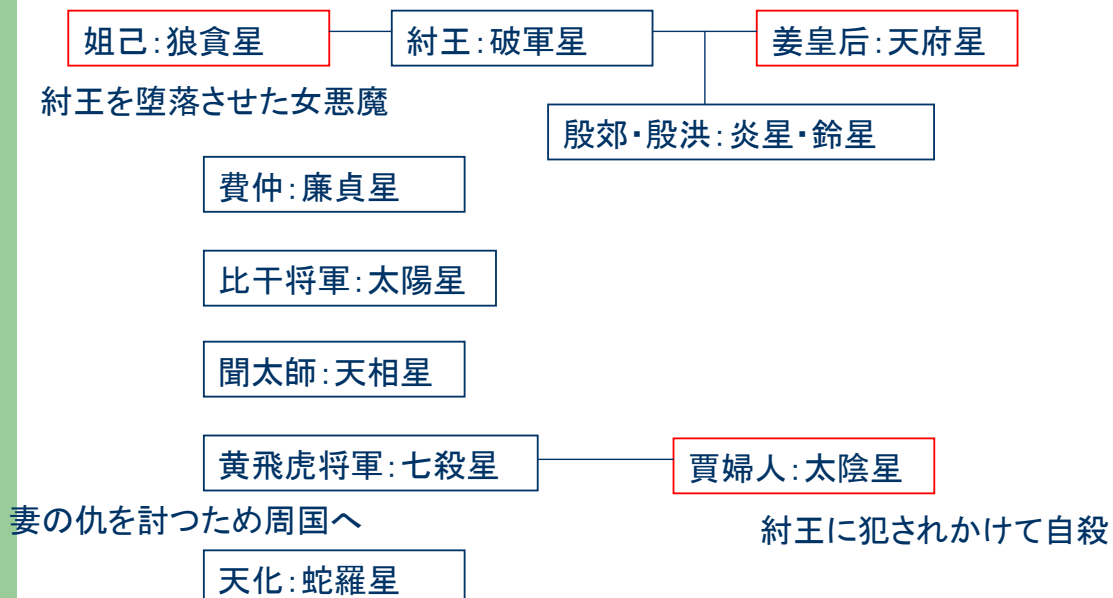 妲己：狼貪星
紂王：破軍星
姜皇后：天府星
紂王を堕落させた女悪魔
殷郊・殷洪：炎星・鈴星
費仲：廉貞星
比干将軍：太陽星
聞太師：天相星
黄飛虎将軍：七殺星
賈婦人：太陰星
妻の仇を討つため周国へ
紂王に犯されかけて自殺
天化：蛇羅星